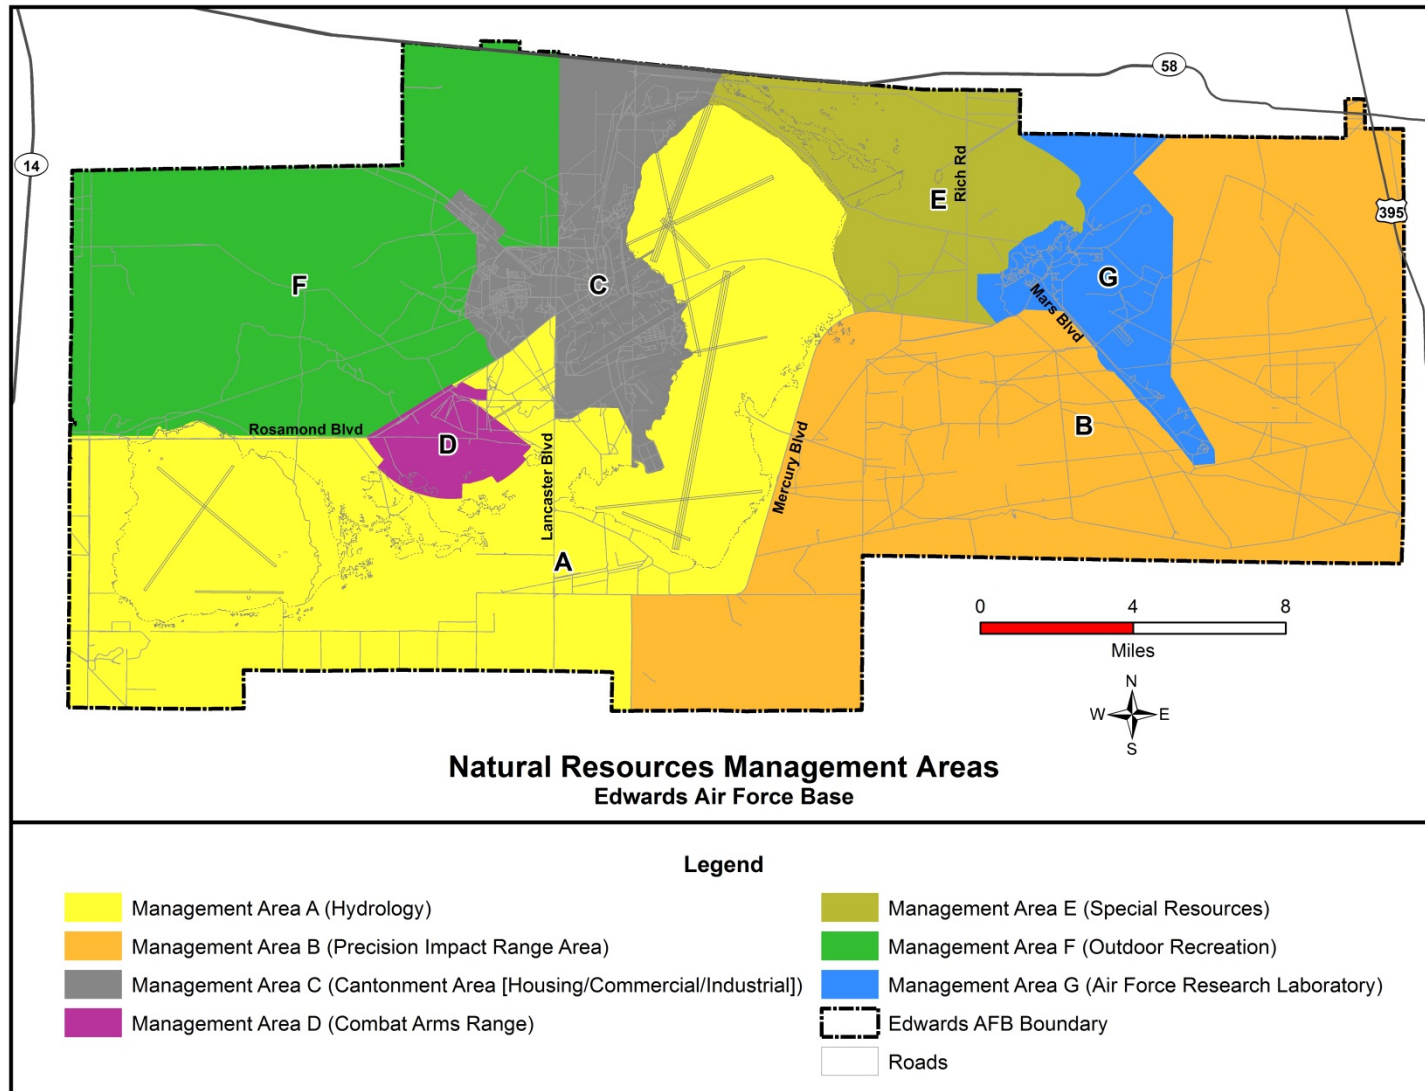 58
14
Rich Rd
E
395
F
C
G
Mars Blvd
Rosamond Blvd
D
B
Lancaster Blvd
Mercury Blvd
A
0 4 8
Miles
N
W E
S
Natural Resources Management Areas
Edwards Air Force Base
Legend
Management Area A (Hydrology)
Management Area B (Precision Impact Range Area)
Management Area C (Cantonment Area [Housing/Commercial/Industrial])
Management Area D (Combat Arms Range)
Management Area E (Special Resources)
Management Area F (Outdoor Recreation)
Management Area G (Air Force Research Laboratory)
Edwards AFB Boundary
Roads